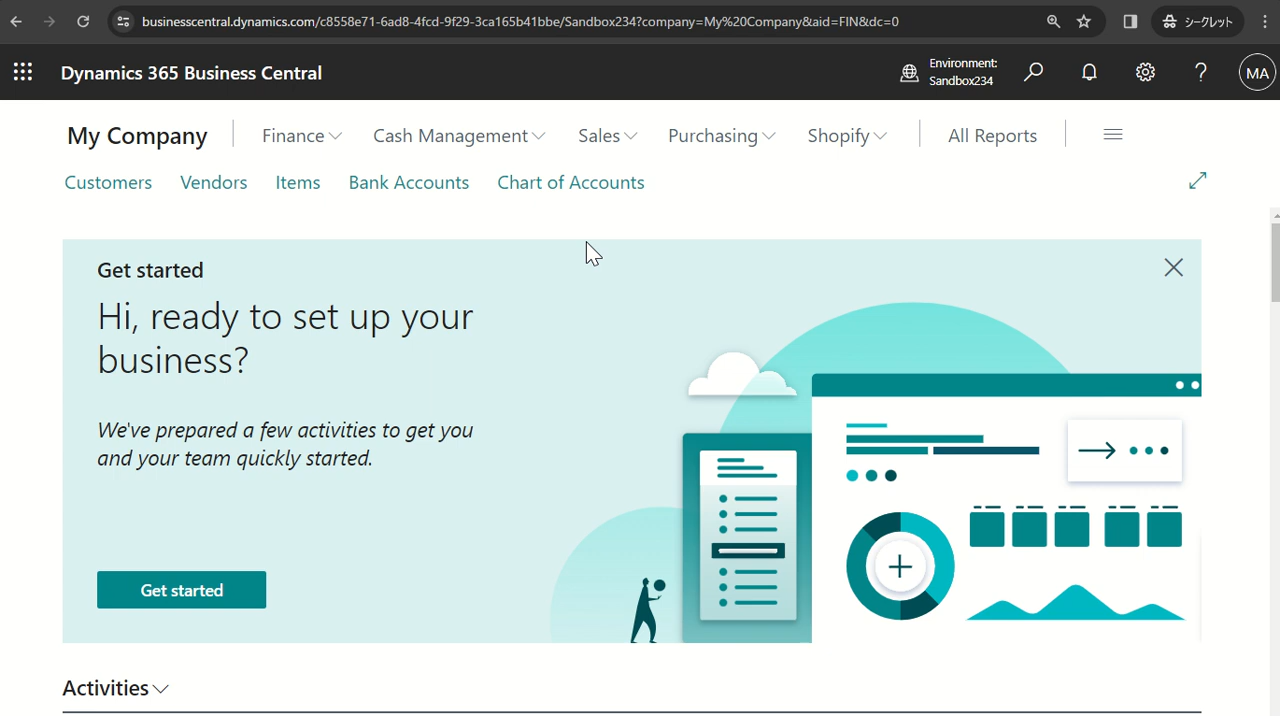 businesscentral.dynamics.com/c8558e71-6ad8-4fcd-9f29-3ca165b41bbe/Sandbox234?company=My%20Company&aid=FIN&dc=0
シークレット
Dynamics 365 Business Central
Environment:
Sandbox234
MA
My Company
Finance
Cash Management
Sales
Purchasing
Shopify
All Reports
Customers
Vendors
Items
Bank Accounts
Chart of Accounts
Get started
Hi, ready to set up your
business?
We've prepared a few activities to get you
and your team quickly started.
Get started
Activities